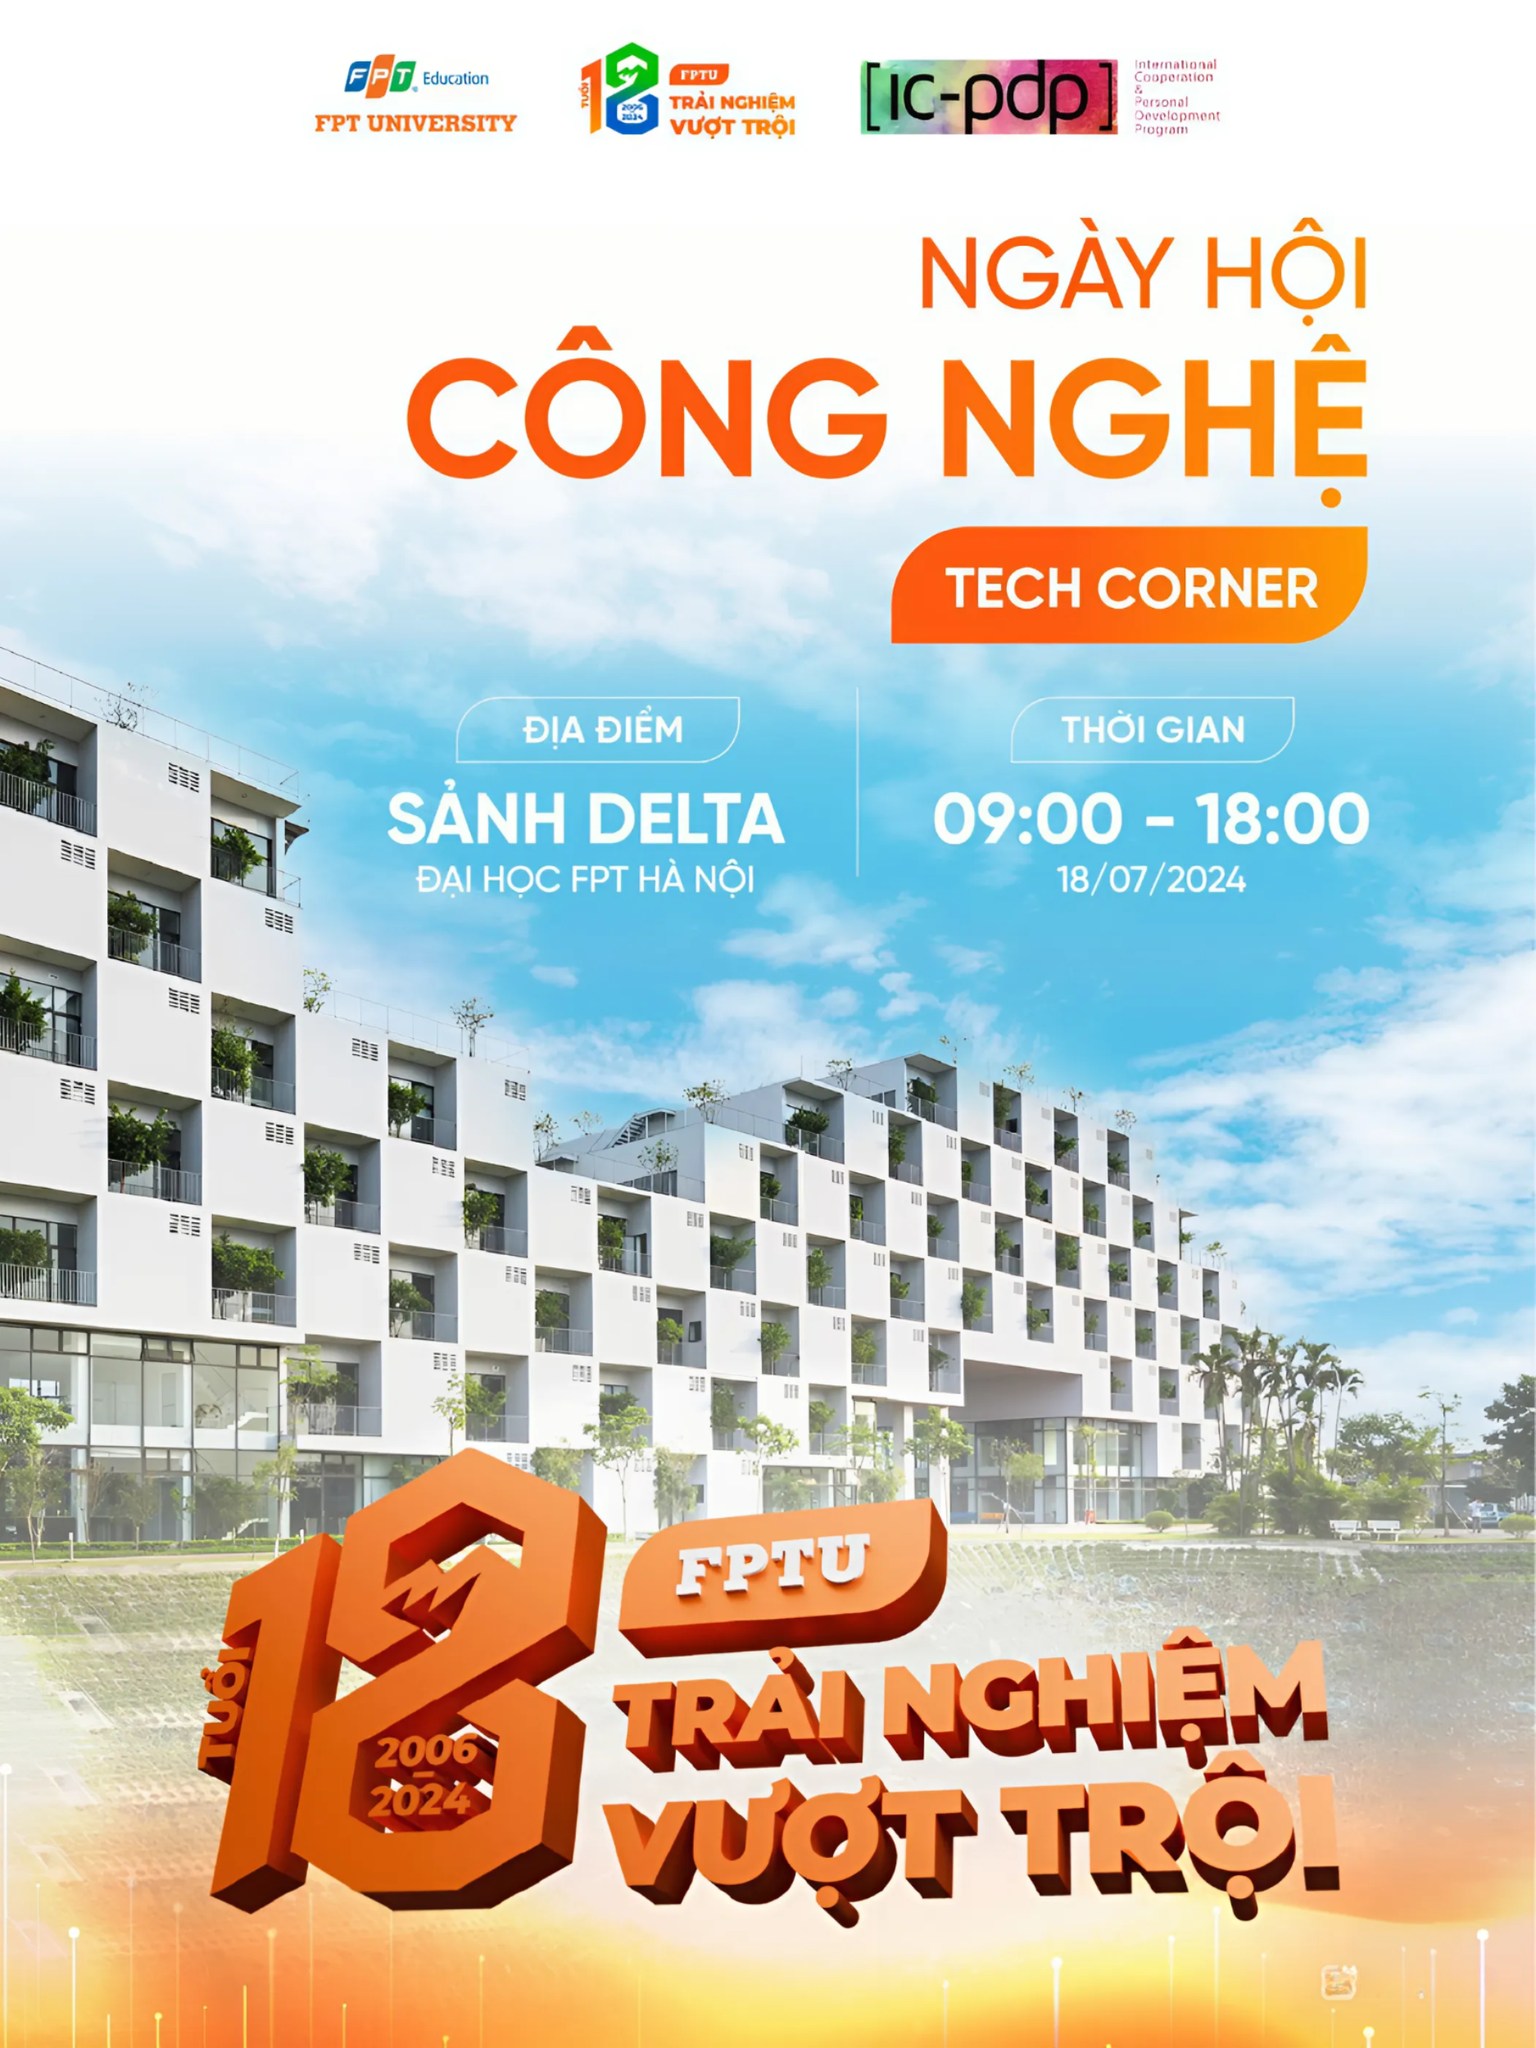 FPT Education
FPT UNIVERSITY
TUỔI 18
2006
2024
FPTU
TRẢI NGHIỆM
VƯỢT TRỘI
[ic-pdp]
International
Cooperation
&
Personal
Development
Program
NGÀY HỘI
CÔNG NGHỆ
TECH CORNER
ĐỊA ĐIỂM
SẢNH DELTA
ĐẠI HỌC FPT HÀ NỘI
THỜI GIAN
09:00 - 18:00
18/07/2024
TUỔI 18
2006
–
2024
FPTU
TRẢI NGHIỆM
VƯỢT TRỘI